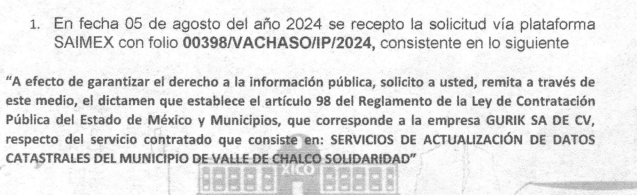 1. En fecha 05 de agosto del año 2024 se recepto la solicitud vía plataforma
SAIMEX con folio 00398/VACHASO/IP/2024, consistente en lo siguiente
"A efecto de garantizar el derecho a la información pública, solicito a usted, remita a través de
este medio, el dictamen que establece el artículo 98 del Reglamento de la Ley de Contratación
Pública del Estado de México y Municipios, que corresponde a la empresa GURIK SA DE CV,
respecto del servicio contratado que consiste en: SERVICIOS DE ACTUALIZACIÓN DE DATOS
CATASTRALES DEL MUNICIPIO DE VALLE DE CHALCO SOLIDARIDAD"
XICO